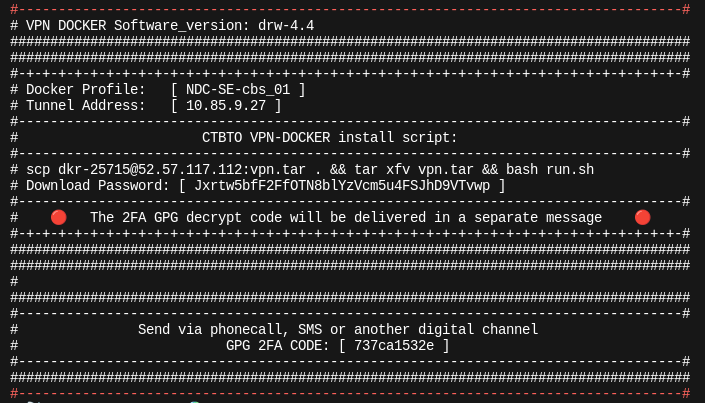 #-----------------------------------------------------------------------------------#
# VPN DOCKER Software_version: drw-4.4
#####################################################################################
#####################################################################################
#-+-+-+-+-+-+-+-+-+-+-+-+-+-+-+-+-+-+-+-+-+-+-+-+-+-+-+-+-+-+-+-+-+-+-+-+-+-+-+-+-+-#
# Docker Profile:   [ NDC-SE-cbs_01 ]
# Tunnel Address:   [ 10.85.9.27 ]
#-----------------------------------------------------------------------------------#
#                       CTBTO VPN-DOCKER install script:
#-----------------------------------------------------------------------------------#
# scp dkr-25715@52.57.117.112:vpn.tar . && tar xfv vpn.tar && bash run.sh
# Download Password: [ Jxrtw5bfF2FfOTN8blYzVcm5u4FSJhD9VTvwp ]
#-----------------------------------------------------------------------------------#
#    🔴   The 2FA GPG decrypt code will be delivered in a separate message    🔴
#-+-+-+-+-+-+-+-+-+-+-+-+-+-+-+-+-+-+-+-+-+-+-+-+-+-+-+-+-+-+-+-+-+-+-+-+-+-+-+-+-+-#
#####################################################################################
#####################################################################################
#
#####################################################################################
#-----------------------------------------------------------------------------------#
#               Send via phonecall, SMS or another digital channel
#                          GPG 2FA CODE: [ 737ca1532e ]
#-----------------------------------------------------------------------------------#
#####################################################################################
#-----------------------------------------------------------------------------------#